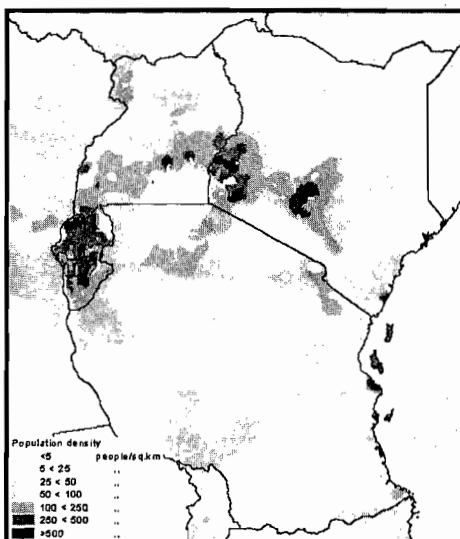 Population density
<5 people/sq.km
5 < 25 ..
25 < 50 ..
50 < 100 ..
100 < 250 ..
250 < 500 ..
>500 ..